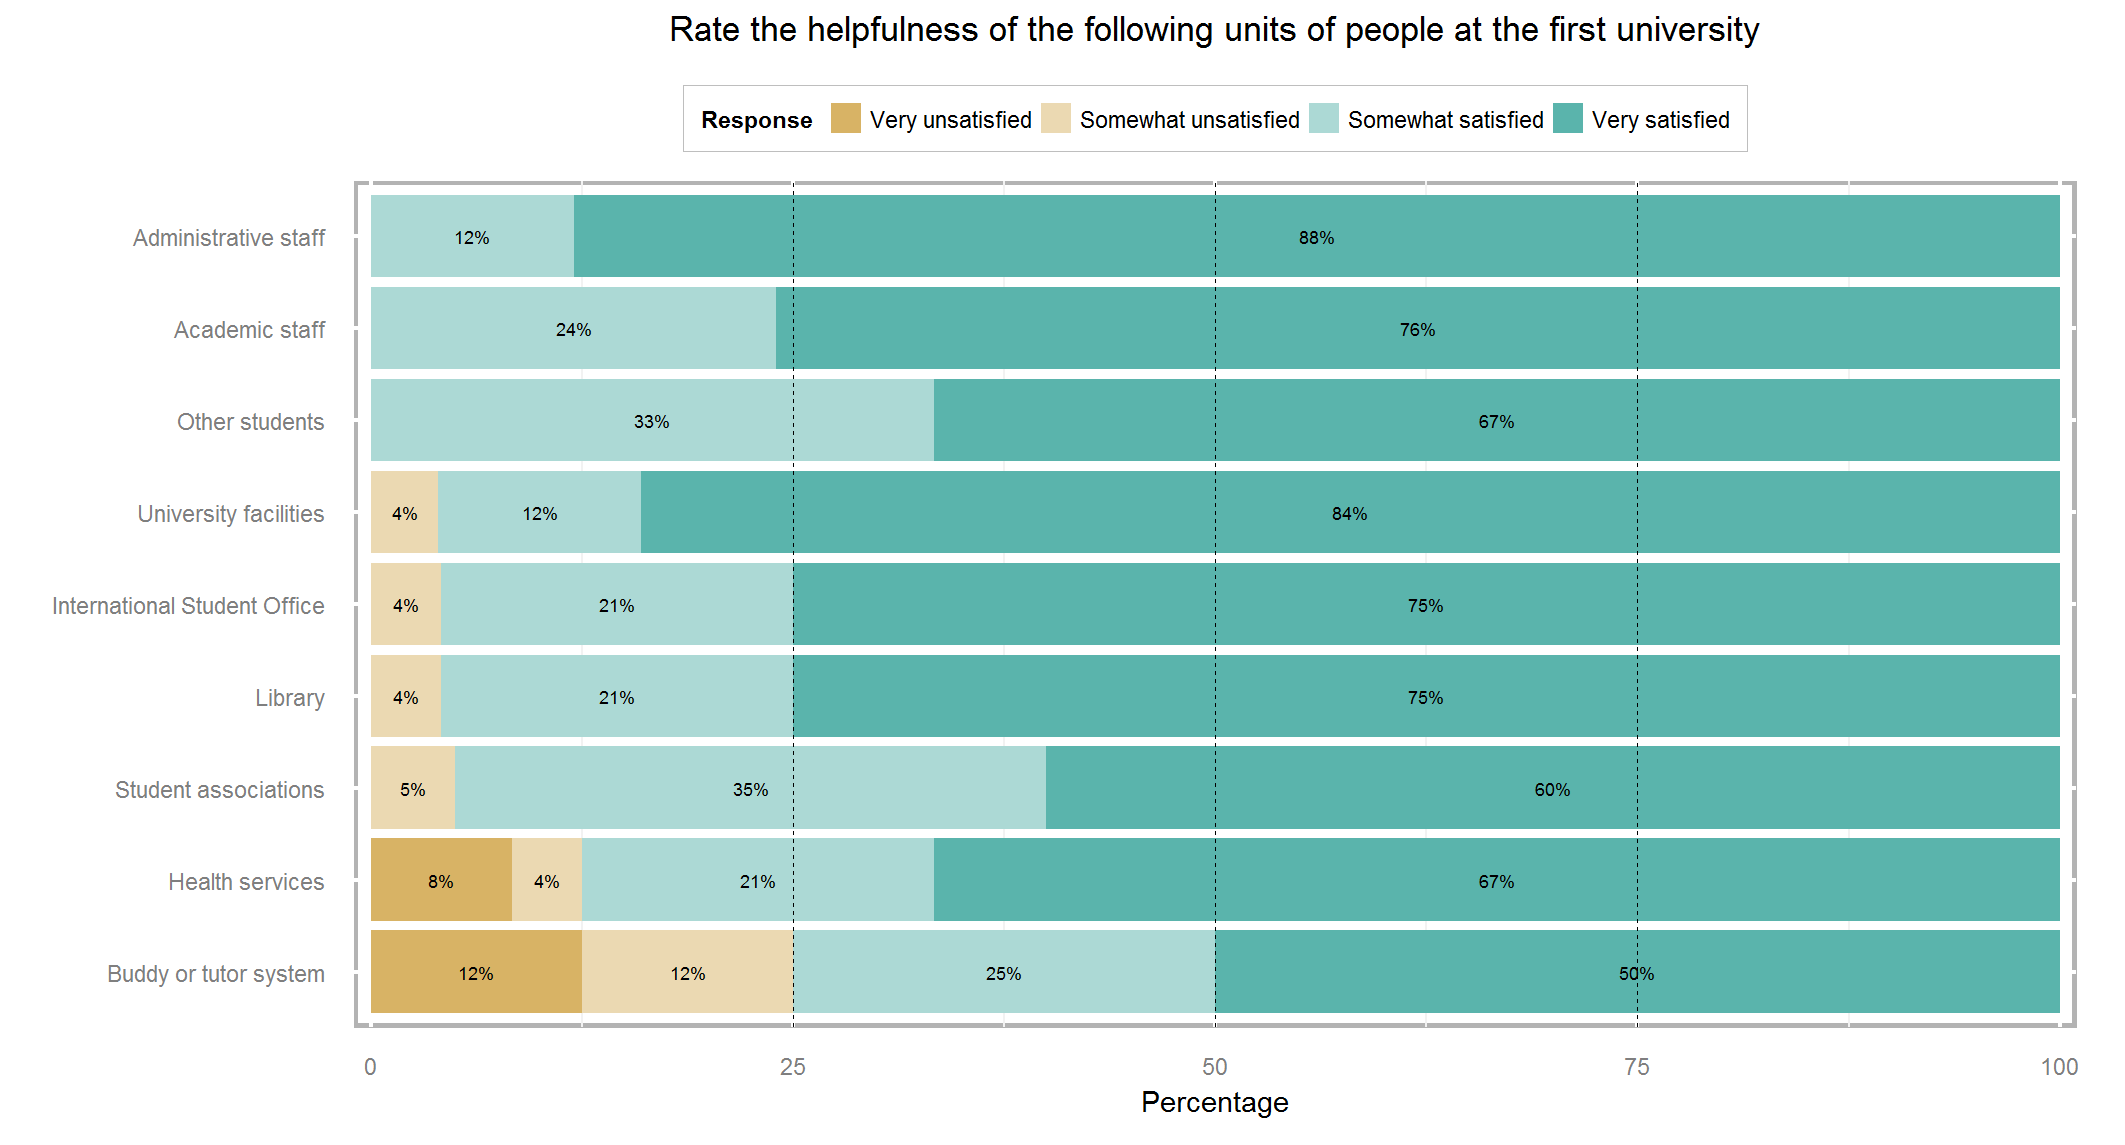 Rate the helpfulness of the following units of people at the first university
Response Very unsatisfied Somewhat unsatisfied Somewhat satisfied Very satisfied
Administrative staff 12% 88%
Academic staff 24% 76%
Other students 33% 67%
University facilities 4% 12% 84%
International Student Office 4% 21% 75%
Library 4% 21% 75%
Student associations 5% 35% 60%
Health services 8% 4% 21% 67%
Buddy or tutor system 12% 12% 25% 50%
0 25 50 75 100
Percentage